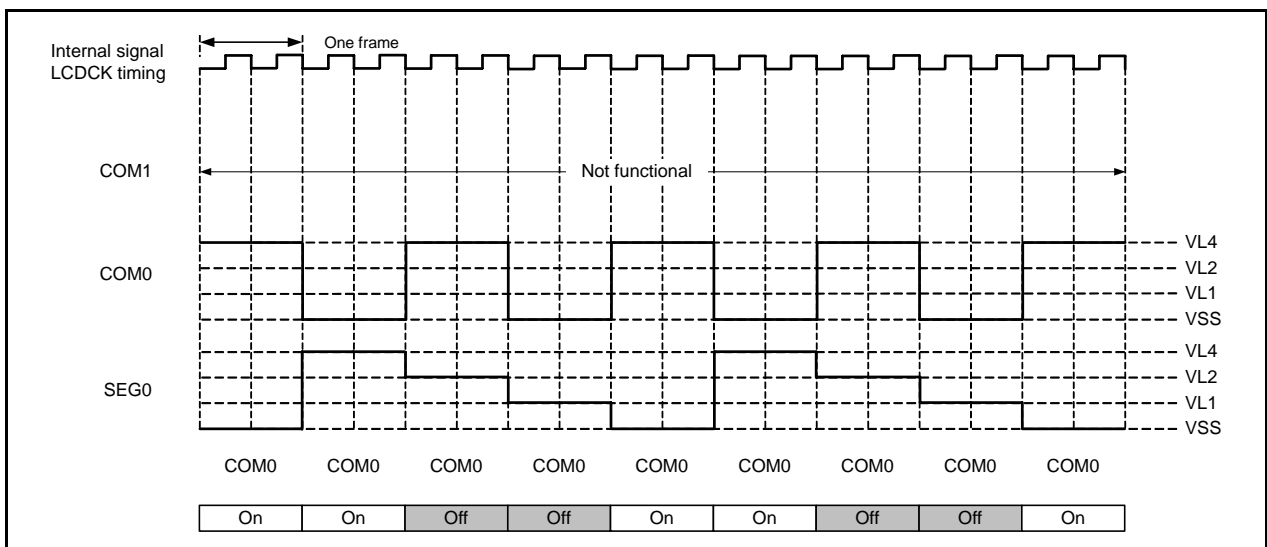 Internal signal
LCDCK timing
One frame
COM1
Not functional
COM0
VL4
VL2
VL1
VSS
SEG0
VL4
VL2
VL1
VSS
COM0 COM0 COM0 COM0 COM0 COM0 COM0 COM0 COM0
On On Off Off On On Off Off On